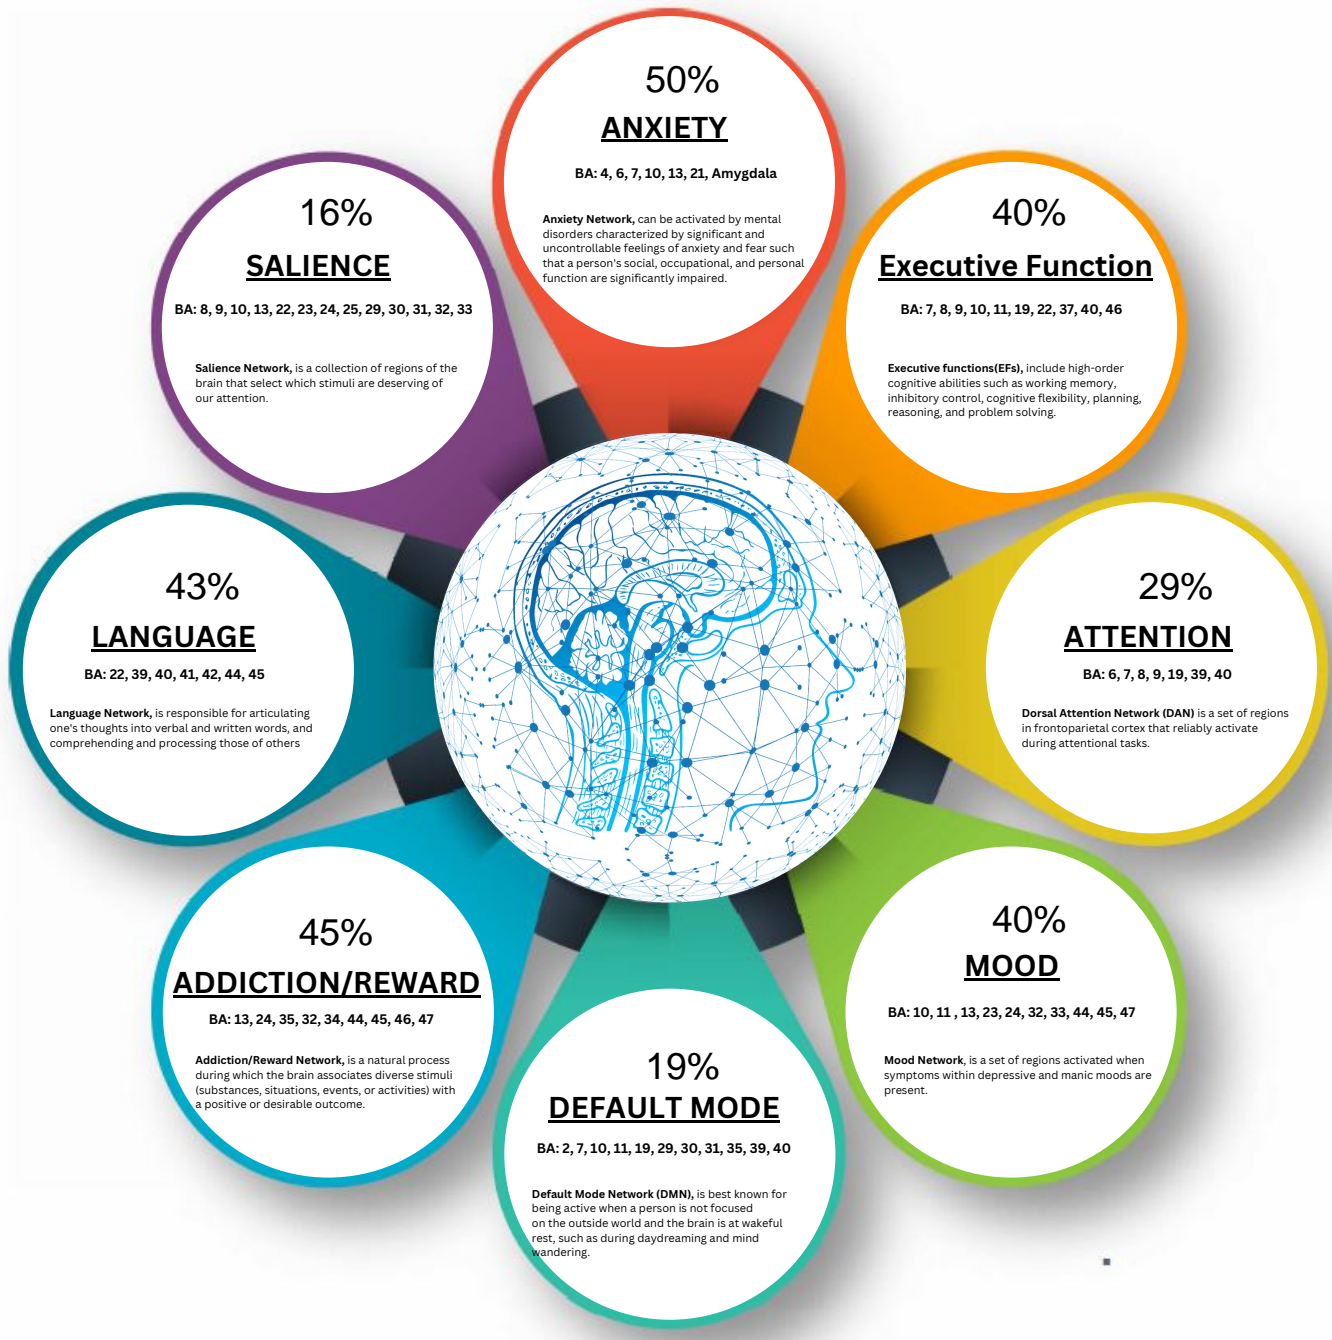 50%
ANXIETY
BA: 4, 6, 7, 10, 13, 21, Amygdala
Anxiety Network, can be activated by mental
disorders characterized by significant and
uncontrollable feelings of anxiety and fear such
that a person's social, occupational, and personal
function are significantly impaired.
16%
SALIENCE
BA: 8, 9, 10, 13, 22, 23, 24, 25, 29, 30, 31, 32, 33
Salience Network, is a collection of regions of the
brain that select which stimuli are deserving of
our attention.
40%
Executive Function
BA: 7, 8, 9, 10, 11, 19, 22, 37, 40, 46
Executive functions(EFs), include high-order
cognitive abilities such as working memory,
inhibitory control, cognitive flexibility, planning,
reasoning, and problem solving.
43%
LANGUAGE
BA: 22, 39, 40, 41, 42, 44, 45
Language Network, is responsible for articulating
one's thoughts into verbal and written words, and
comprehending and processing those of others
29%
ATTENTION
BA: 6, 7, 8, 9, 19, 39, 40
Dorsal Attention Network (DAN) is a set of regions
in frontoparietal cortex that reliably activate
during attentional tasks.
45%
ADDICTION/REWARD
BA: 13, 24, 35, 32, 34, 44, 45, 46, 47
Addiction/Reward Network, is a natural process
during which the brain associates diverse stimuli
(substances, situations, events, or activities) with
a positive or desirable outcome.
40%
MOOD
BA: 10, 11 , 13, 23, 24, 32, 33, 44, 45, 47
Mood Network, is a set of regions activated when
symptoms within depressive and manic moods are
present.
19%
DEFAULT MODE
BA: 2, 7, 10, 11, 19, 29, 30, 31, 35, 39, 40
Default Mode Network (DMN), is best known for
being active when a person is not focused
on the outside world and the brain is at wakeful
rest, such as during daydreaming and mind
wandering.